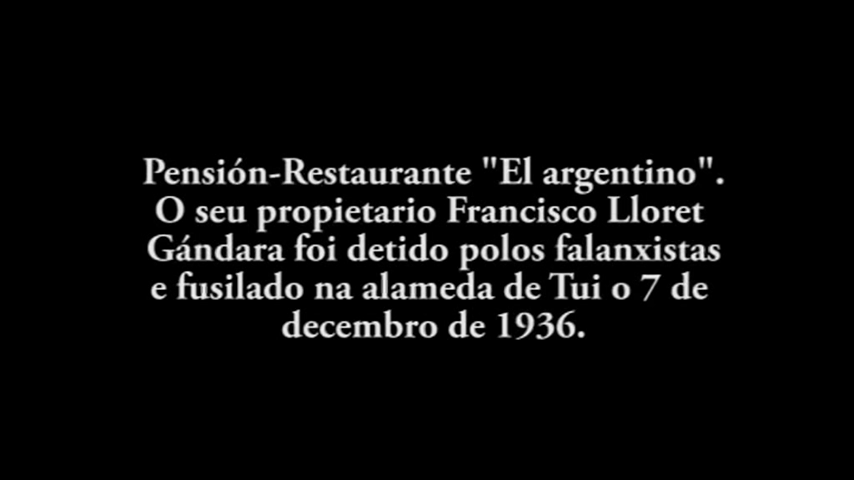 Pensión-Restaurante "El argentino".
O seu propietario Francisco Lloret
Gándara foi detido polos falanxistas
e fusilado na alameda de Tui o 7 de
decembro de 1936.